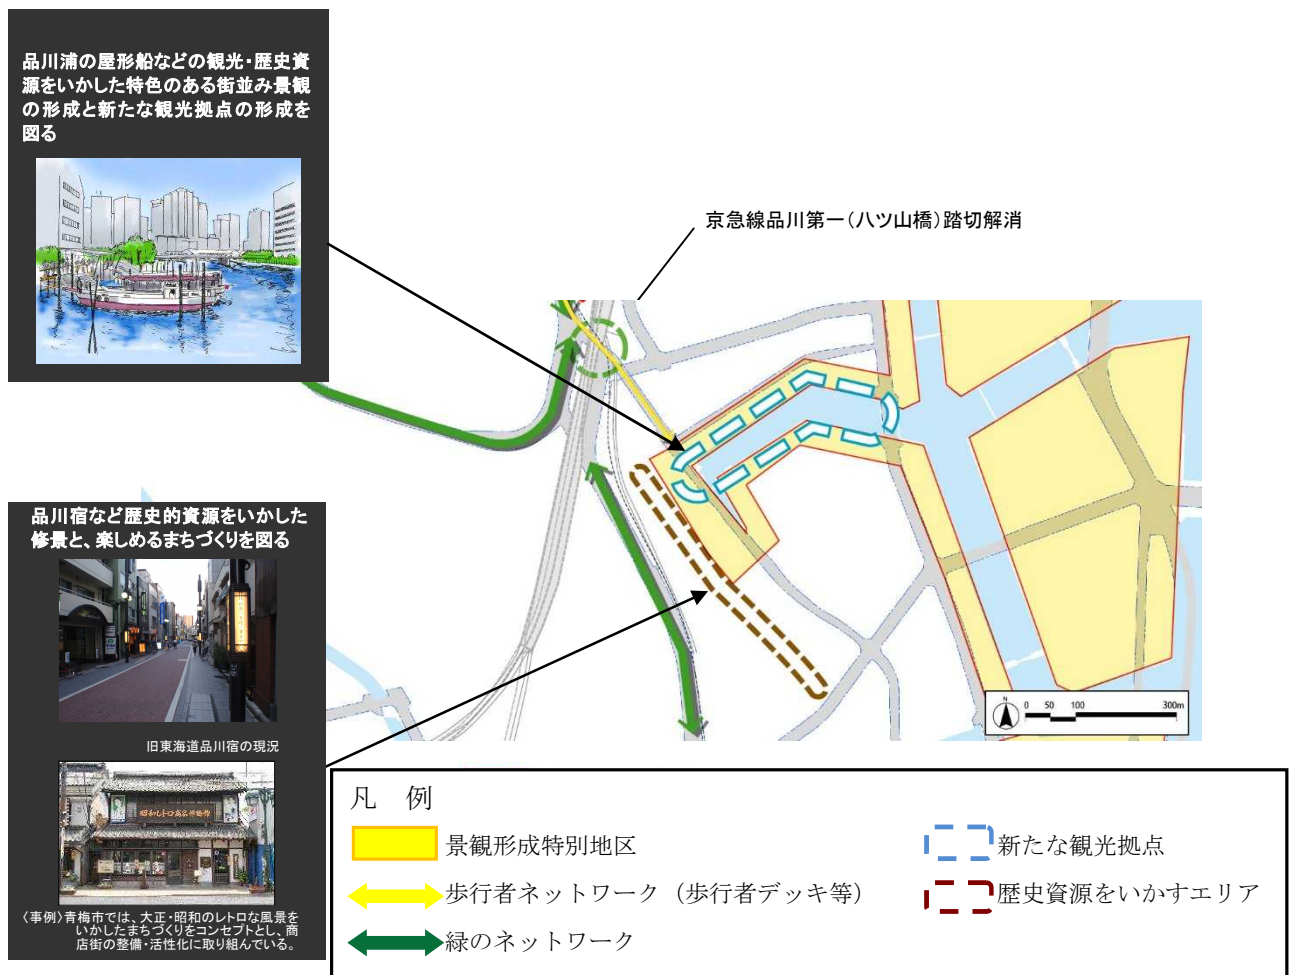 品川浦の屋形船などの観光・歴史資
源をいかした特色のある街並み景観
の形成と新たな観光拠点の形成を
図る
京急線品川第一(八ツ山橋)踏切解消
品川宿など歴史的資源をいかした
修景と、楽しめるまちづくりを図る
旧東海道品川宿の現況
昭和レトロ商品博物館
〈事例〉青梅市では、大正・昭和のレトロな風景を
いかしたまちづくりをコンセプトとし、商
店街の整備・活性化に取り組んでいる。
N 0 50 100 300m
凡 例
景観形成特別地区
歩行者ネットワーク(歩行者デッキ等)
緑のネットワーク
新たな観光拠点
歴史資源をいかすエリア